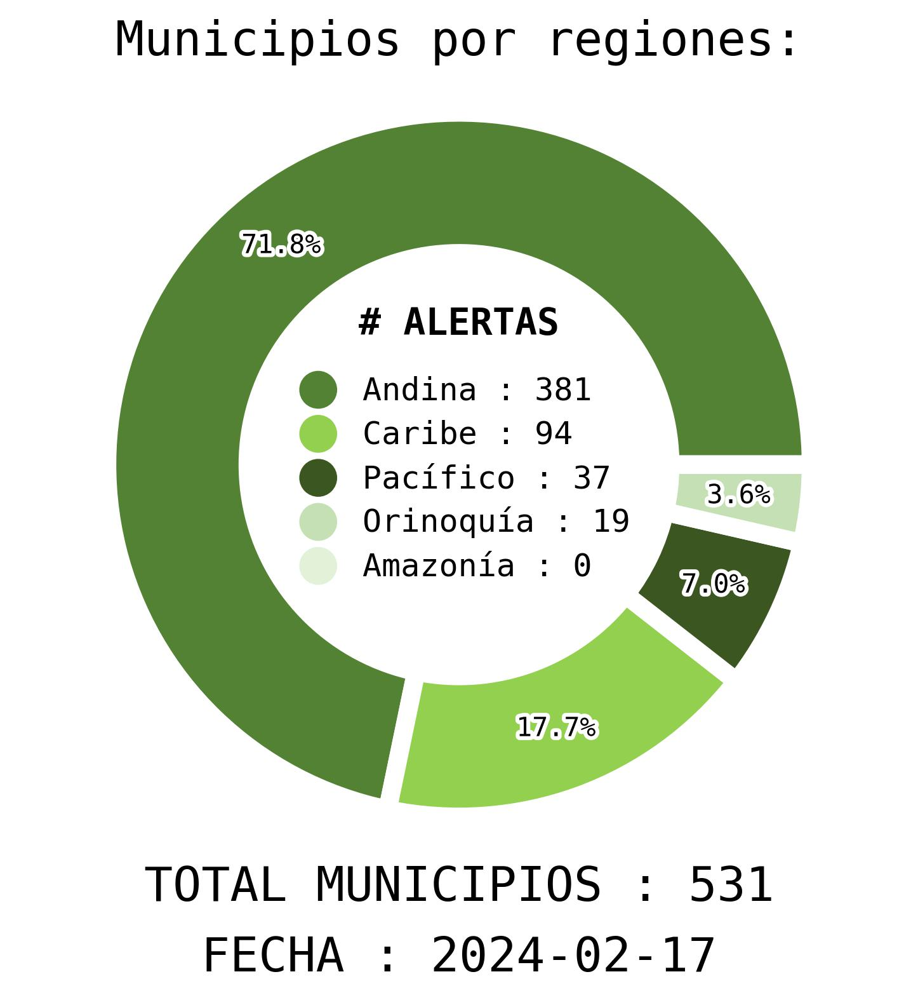 Municipios por regiones:
71.8%
# ALERTAS
Andina : 381
Caribe : 94
Pacífico : 37
Orinoquía : 19
Amazonía : 0
3.6%
7.0%
17.7%
TOTAL MUNICIPIOS : 531
FECHA : 2024-02-17